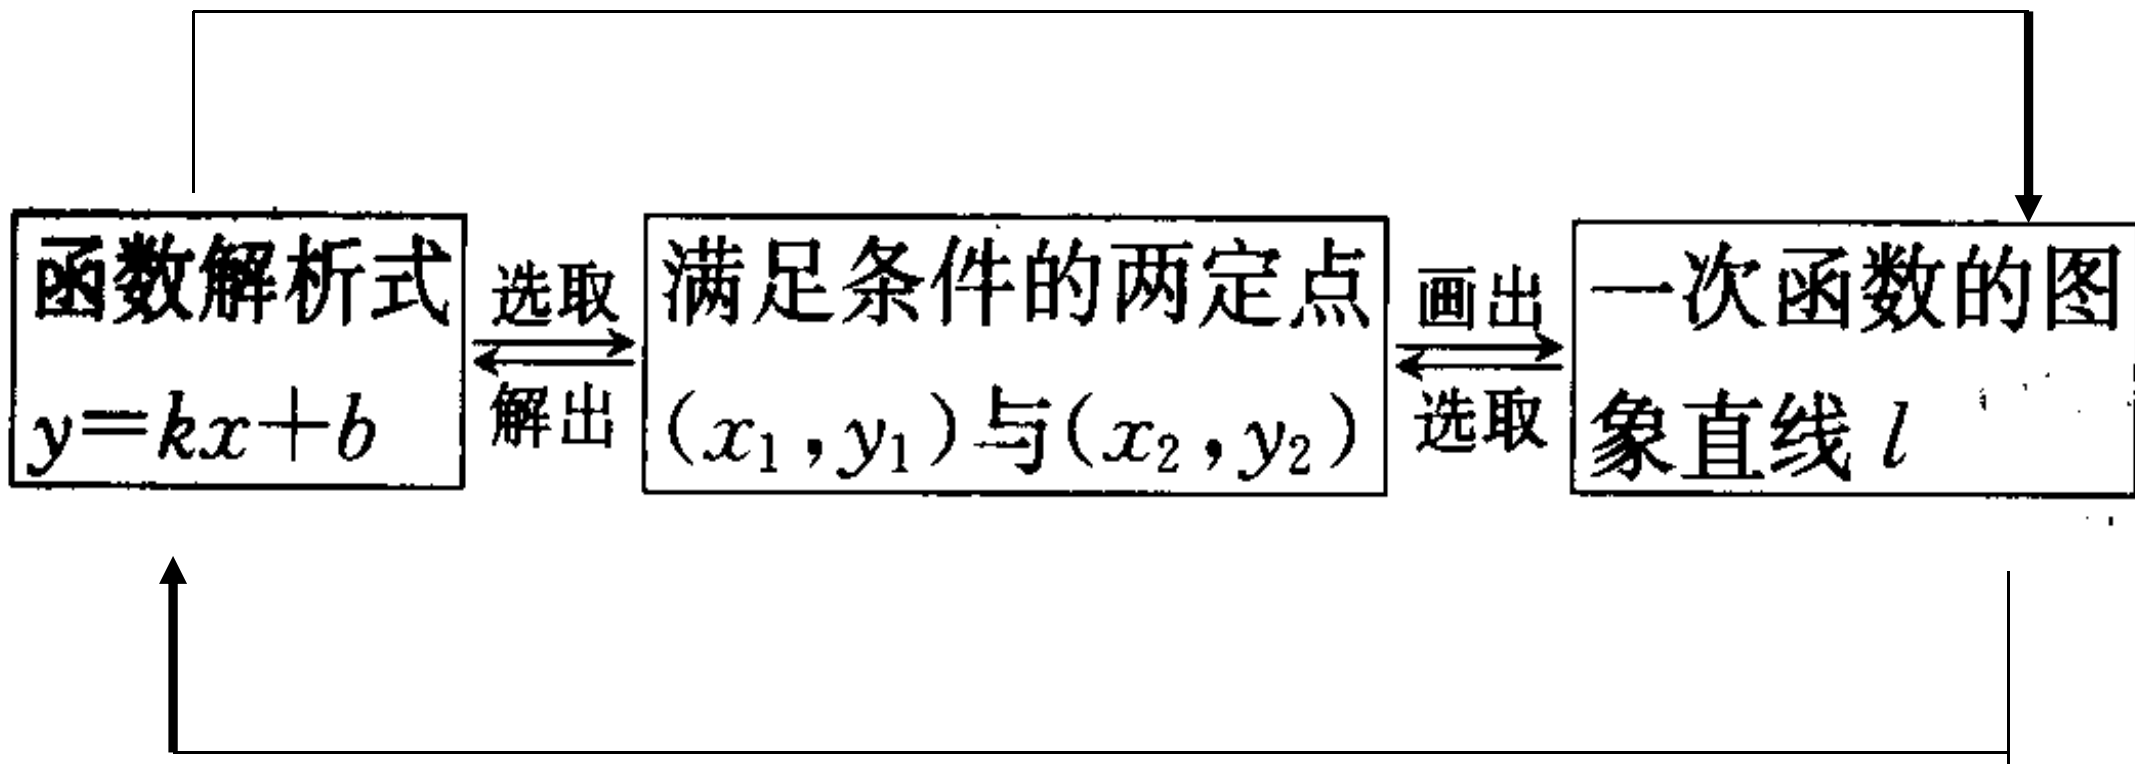 函数解析式
y=kx+b
选取
解出
满足条件的两定点
(x₁,y₁)与(x₂,y₂)
画出
选取
一次函数的图
象直线 l